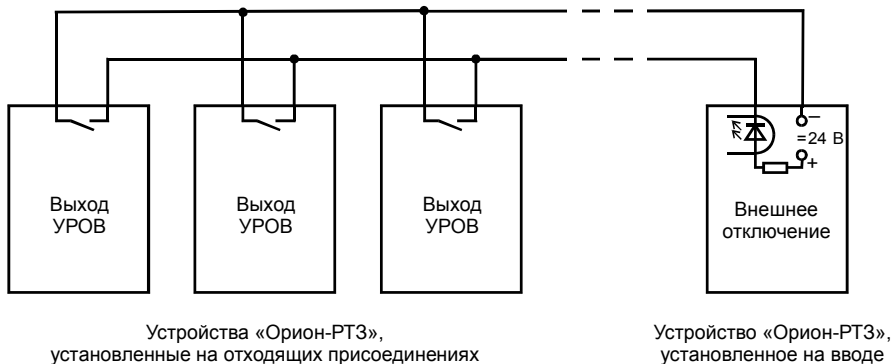 −
=24 В
+
Выход
УРОВ
Выход
УРОВ
Выход
УРОВ
Внешнее
отключение
Устройства «Орион-РТЗ»,
установленные на отходящих присоединениях
Устройство «Орион-РТЗ»,
установленное на вводе